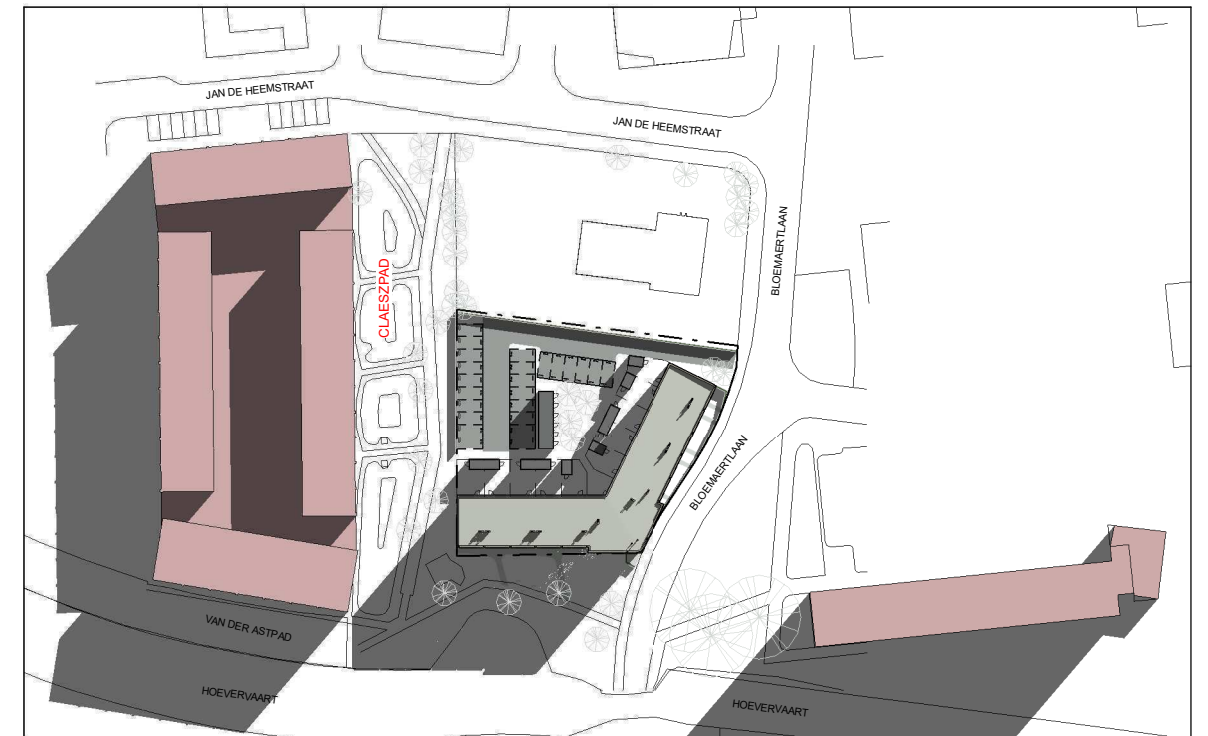 JAN DE HEEMSTRAAT
JAN DE HEEMSTRAAT
BLOEMAERTLAAN
CLAESZPAD
BLOEMAERTLAAN
VAN DER ASTPAD
HOEVERVAART
HOEVERVAART